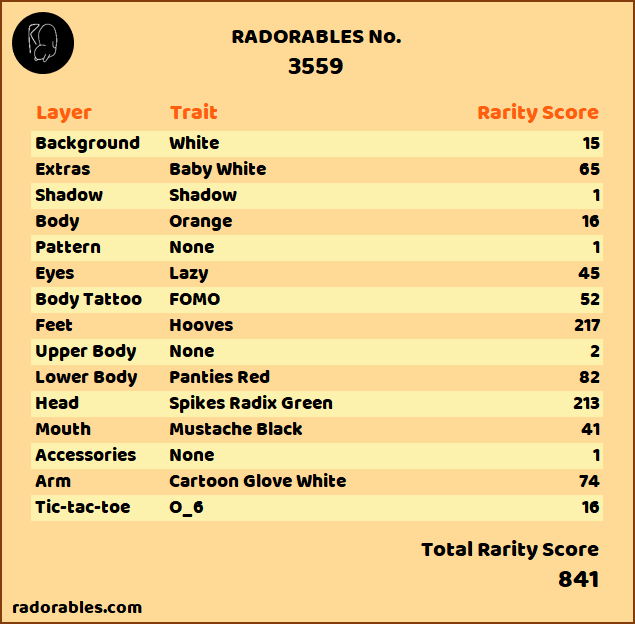 RADORABLES No.
3559
Layer Trait Rarity Score
Background White 15
Extras Baby White 65
Shadow Shadow 1
Body Orange 16
Pattern None 1
Eyes Lazy 45
Body Tattoo FOMO 52
Feet Hooves 217
Upper Body None 2
Lower Body Panties Red 82
Head Spikes Radix Green 213
Mouth Mustache Black 41
Accessories None 1
Arm Cartoon Glove White 74
Tic-tac-toe O_6 16
Total Rarity Score
841
radorables.com